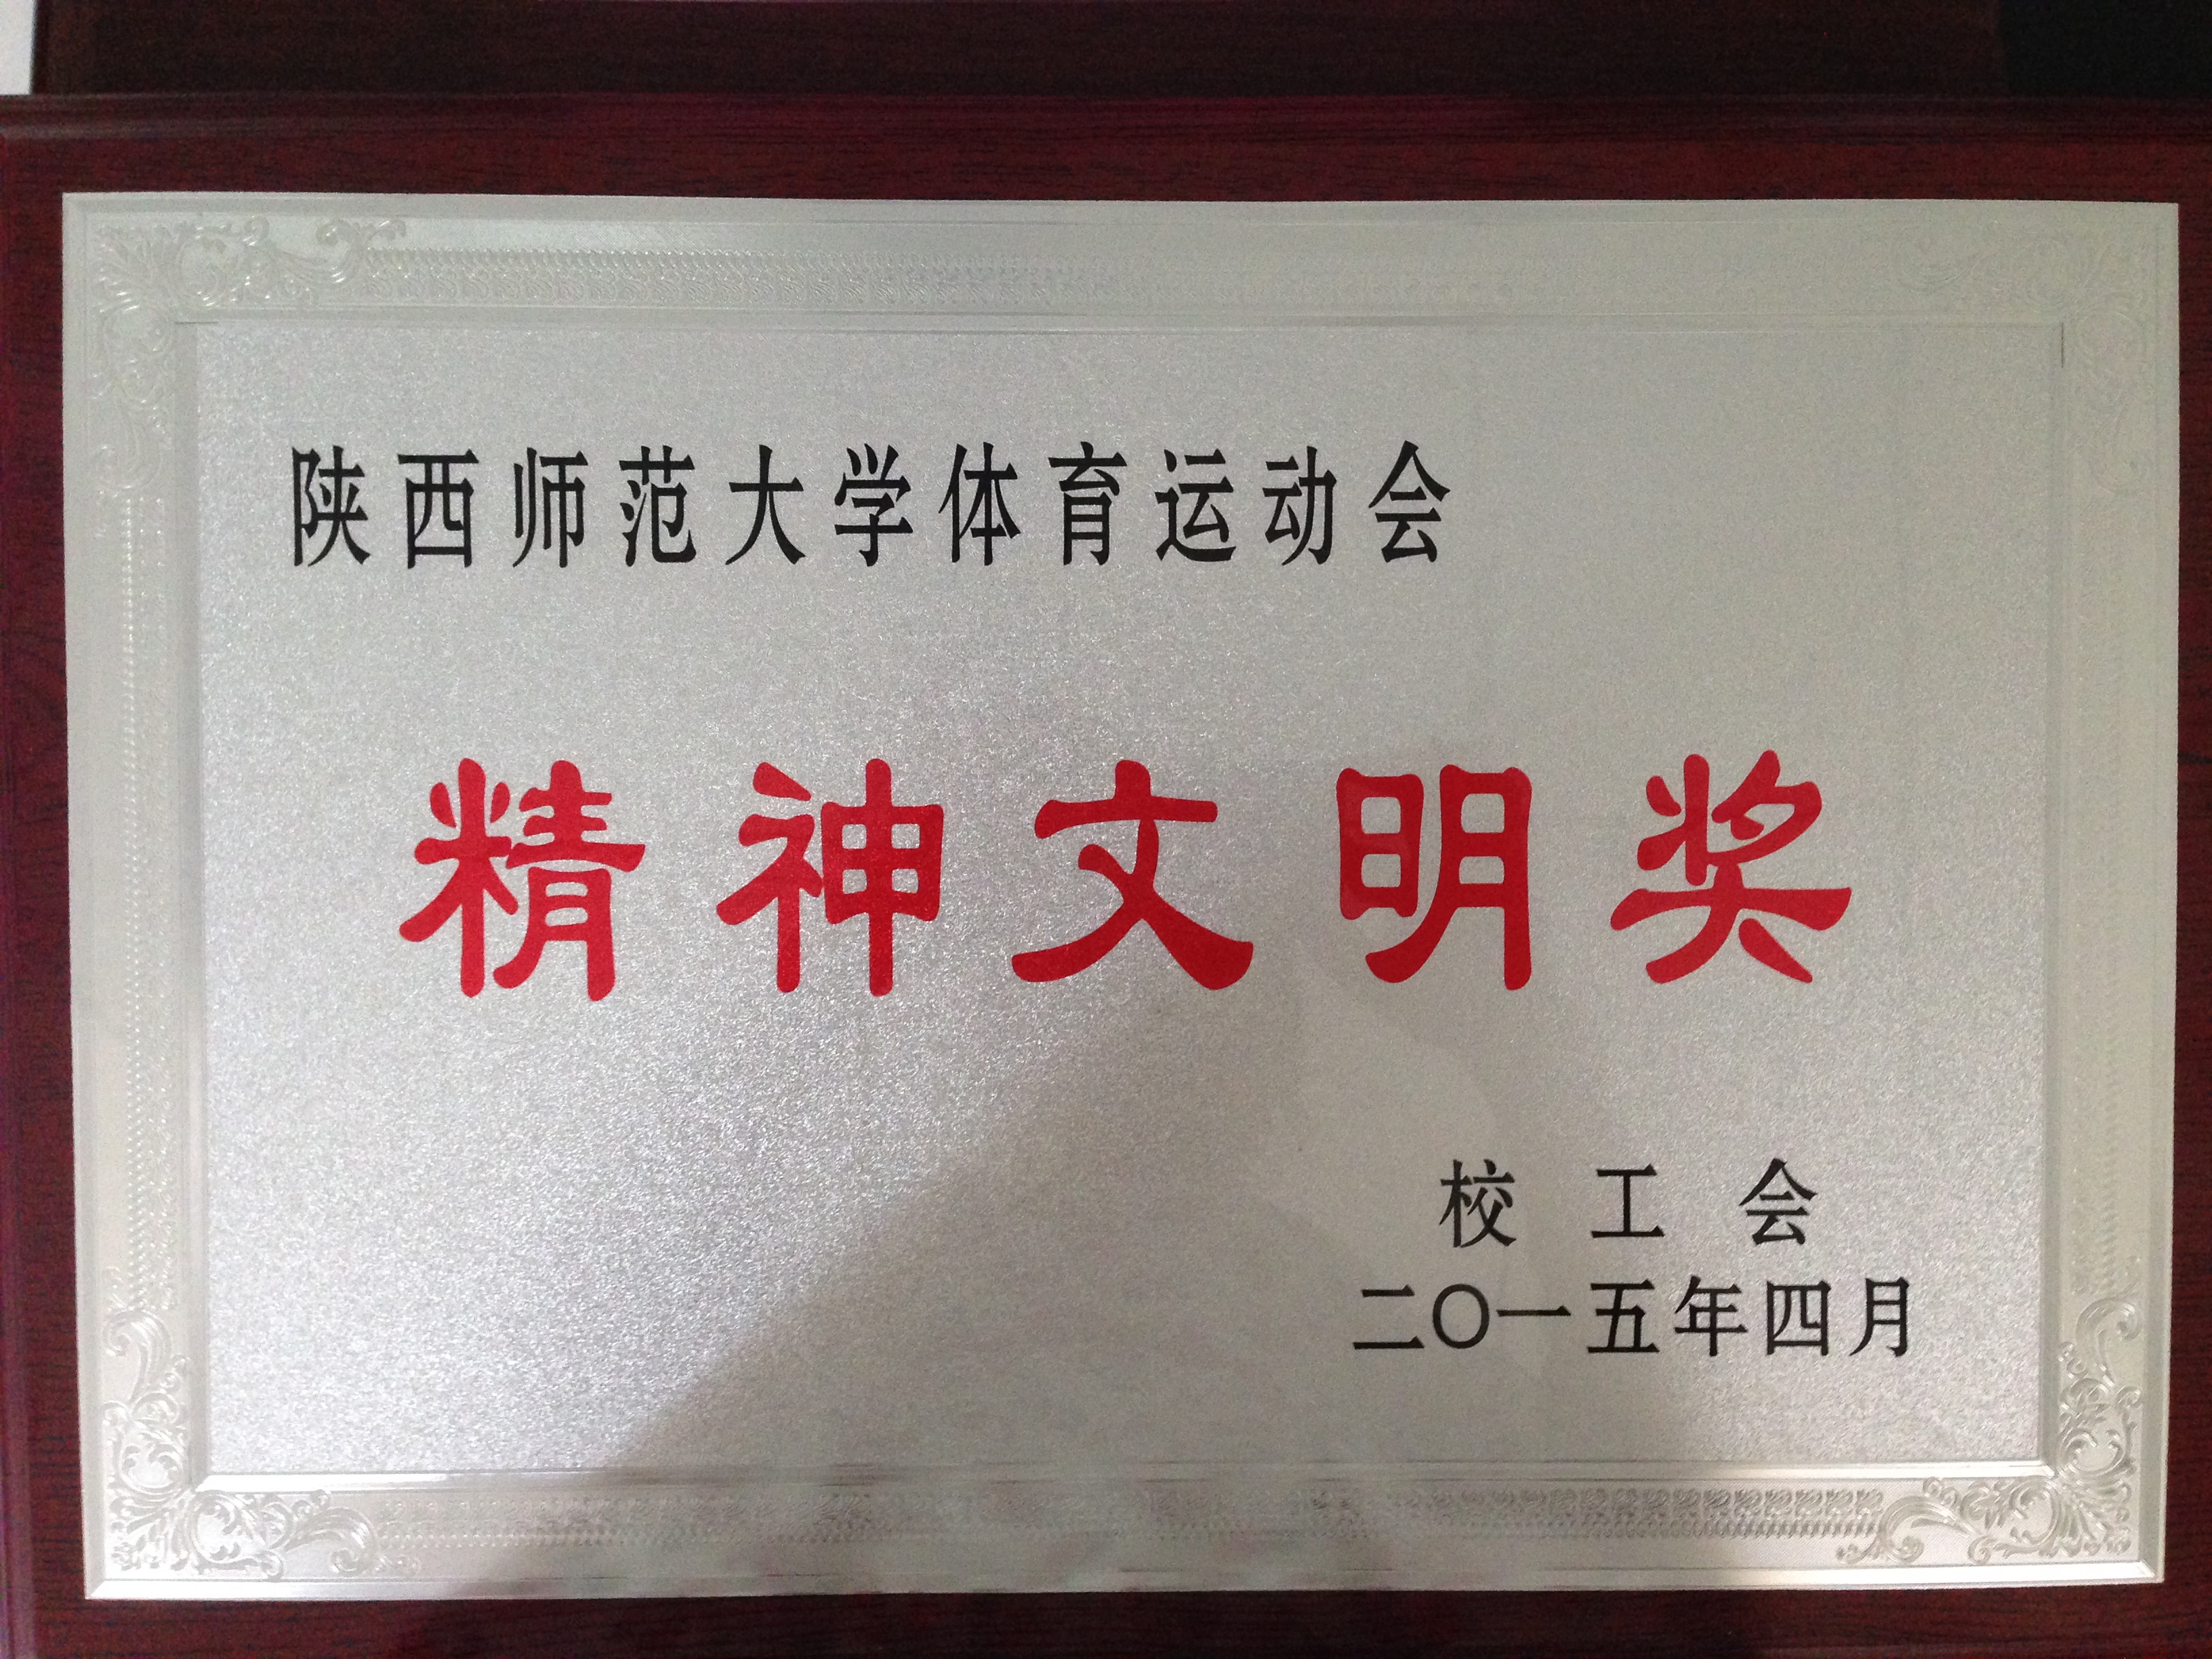 陕西师范大学体育运动会
精神文明奖
校工会
二〇一五年四月